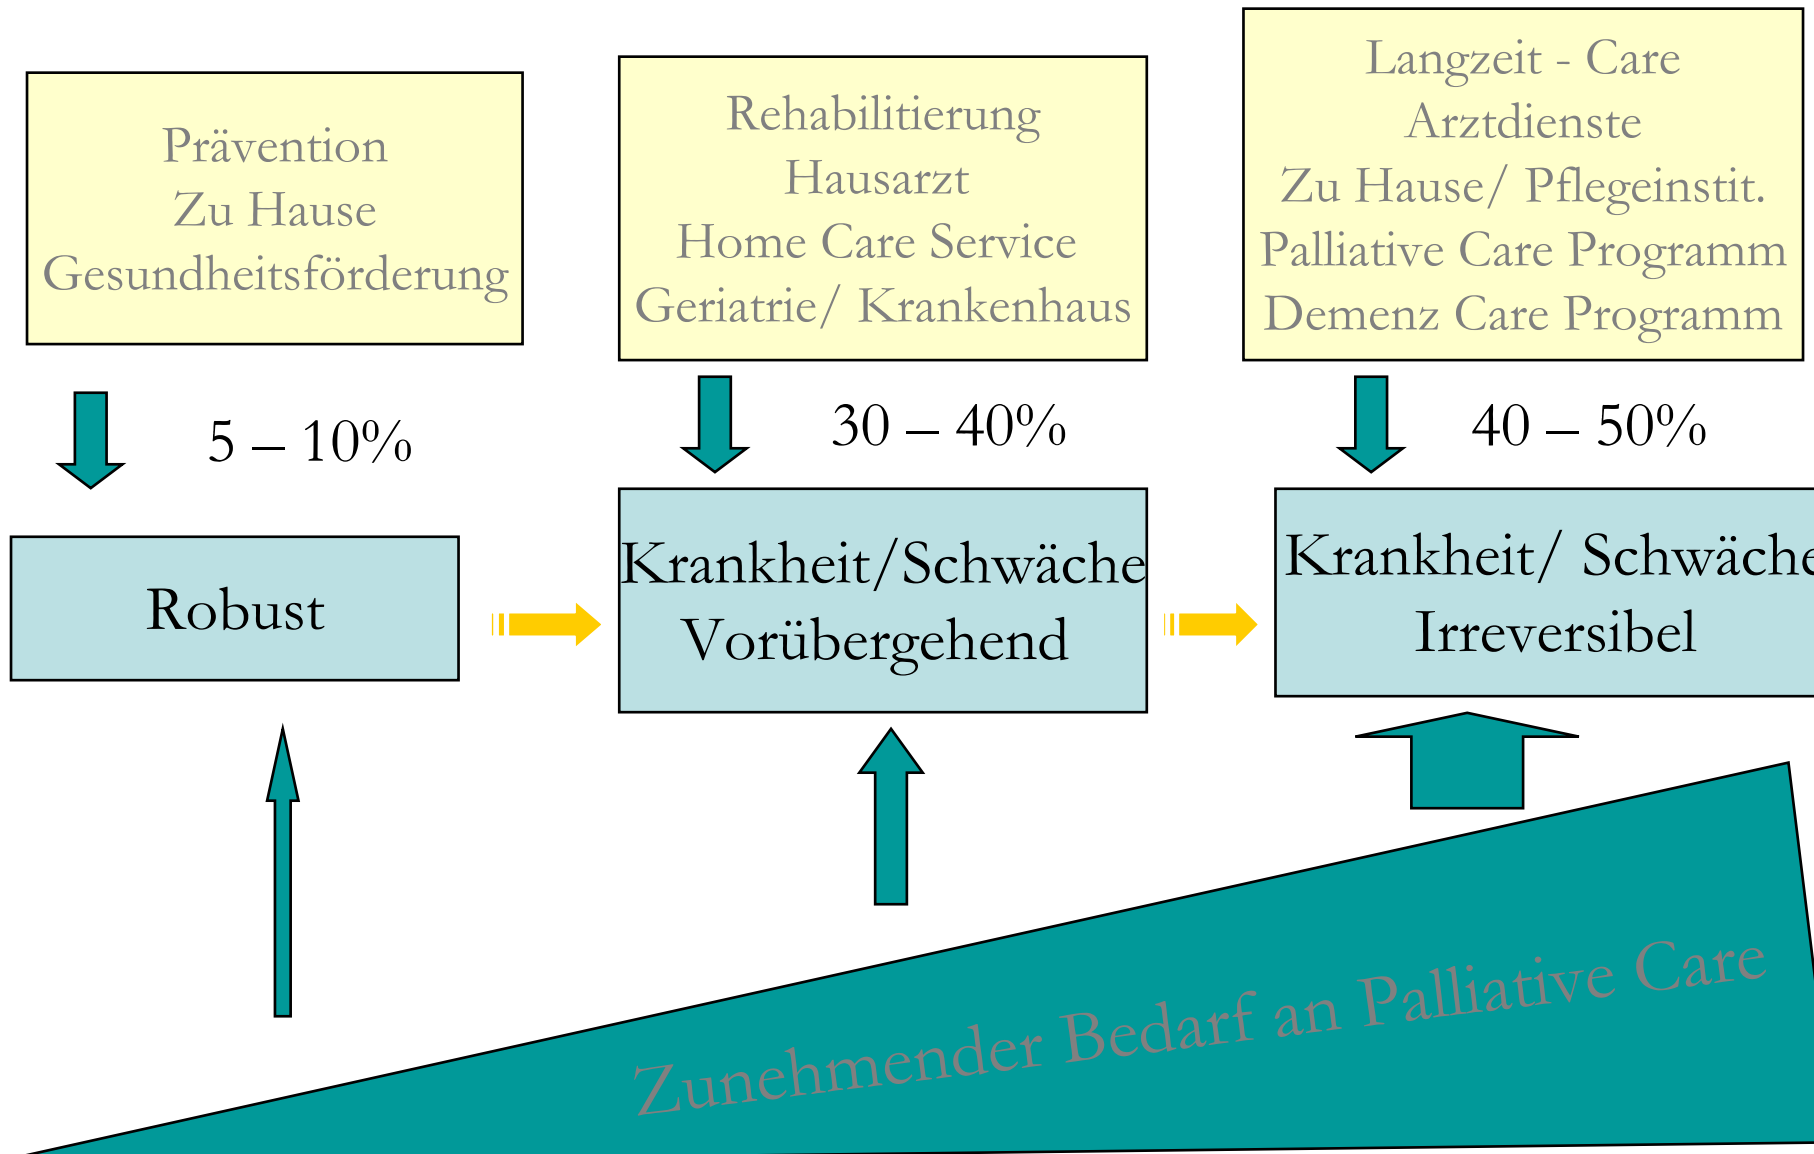 Prävention
Zu Hause
Gesundheitsförderung
Rehabilitierung
Hausarzt
Home Care Service
Geriatrie/ Krankenhaus
Langzeit - Care
Arztdienste
Zu Hause/ Pflegeinstit.
Palliative Care Programm
Demenz Care Programm
5 – 10%
30 – 40%
40 – 50%
Robust
Krankheit/Schwäche
Vorübergehend
Krankheit/ Schwäche
Irreversibel
Zunehmender Bedarf an Palliative Care